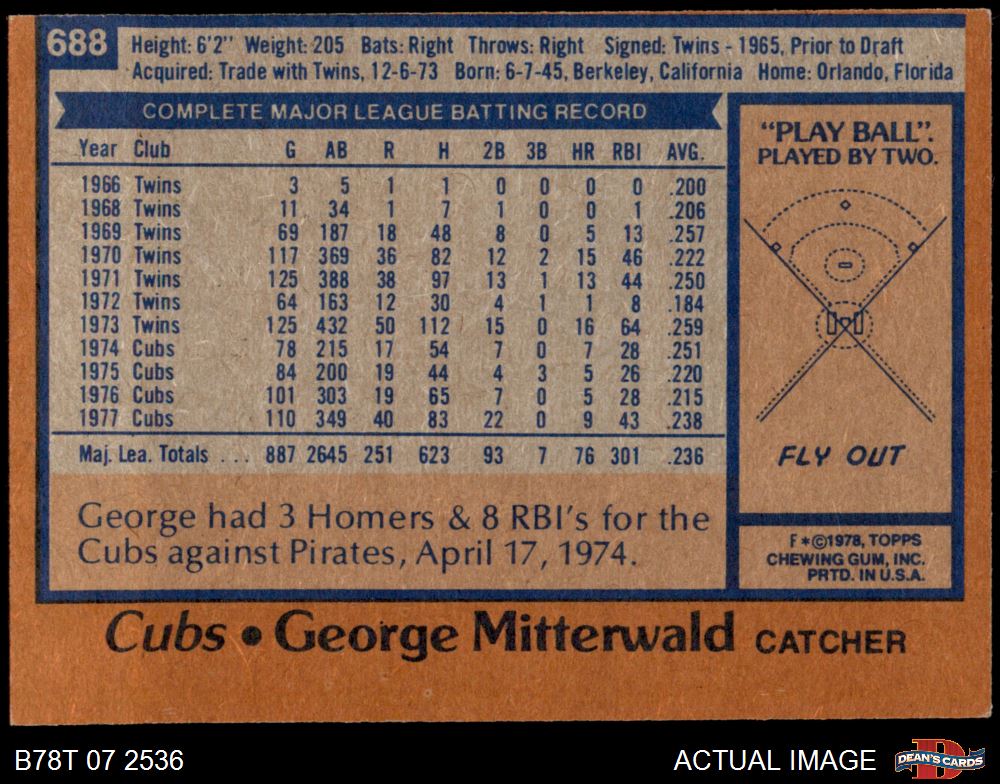 688
Height: 6'2" Weight: 205 Bats: Right Throws: Right Signed: Twins - 1965, Prior to Draft
Acquired: Trade with Twins, 12-6-73 Born: 6-7-45, Berkeley, California Home: Orlando, Florida
COMPLETE MAJOR LEAGUE BATTING RECORD
Year Club G AB R H 2B 3B HR RBI AVG.
1966 Twins 3 5 1 1 0 0 0 0 .200
1968 Twins 11 34 1 7 1 0 0 1 .206
1969 Twins 69 187 18 48 8 0 5 13 .257
1970 Twins 117 369 36 82 12 2 15 46 .222
1971 Twins 125 388 38 97 13 1 13 44 .250
1972 Twins 64 163 12 30 4 1 1 8 .184
1973 Twins 125 432 50 112 15 0 16 64 .259
1974 Cubs 78 215 17 54 7 0 7 28 .251
1975 Cubs 84 200 19 44 4 3 5 26 .220
1976 Cubs 101 303 19 65 7 0 5 28 .215
1977 Cubs 110 349 40 83 22 0 9 43 .238
Maj. Lea. Totals ... 887 2645 251 623 93 7 76 301 .236
George had 3 Homers & 8 RBI's for the
Cubs against Pirates, April 17, 1974.
"PLAY BALL".
PLAYED BY TWO.
FLY OUT
F*©1978, TOPPS
CHEWING GUM, INC.
PRTD. IN U.S.A.
Cubs • George Mitterwald CATCHER
B78T 07 2536
ACTUAL IMAGE
DEAN'S CARDS